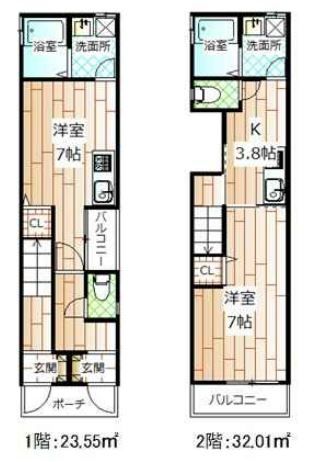 浴室
洗面所
洋室
7帖
CL
バルコニー
玄関
玄関
ポーチ
1階:23.55㎡
浴室
洗面所
K
3.8帖
CL
洋室
7帖
バルコニー
2階:32.01㎡